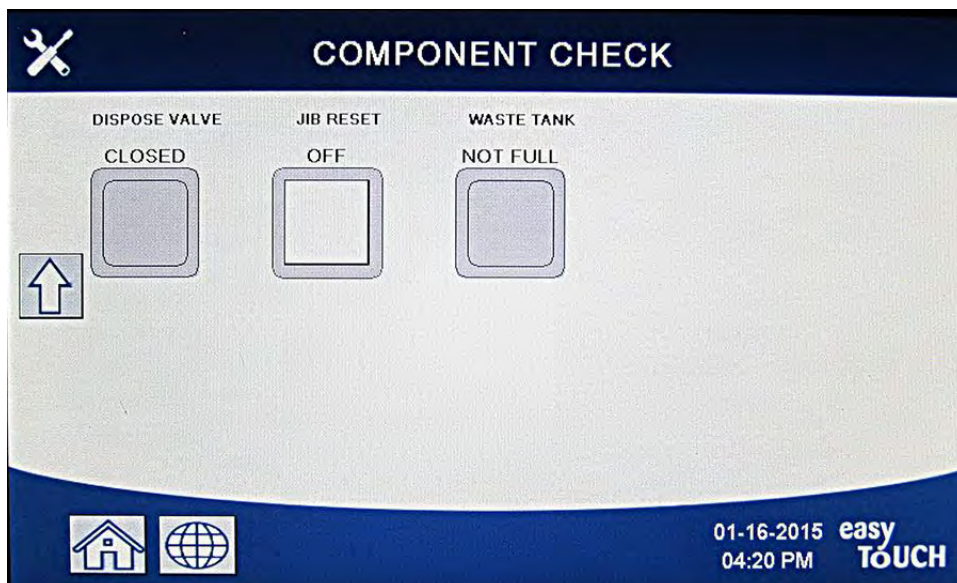 COMPONENT CHECK
DISPOSE VALVE
CLOSED
JIB RESET
OFF
WASTE TANK
NOT FULL
01-16-2015
04:20 PM
easy
TOUCH